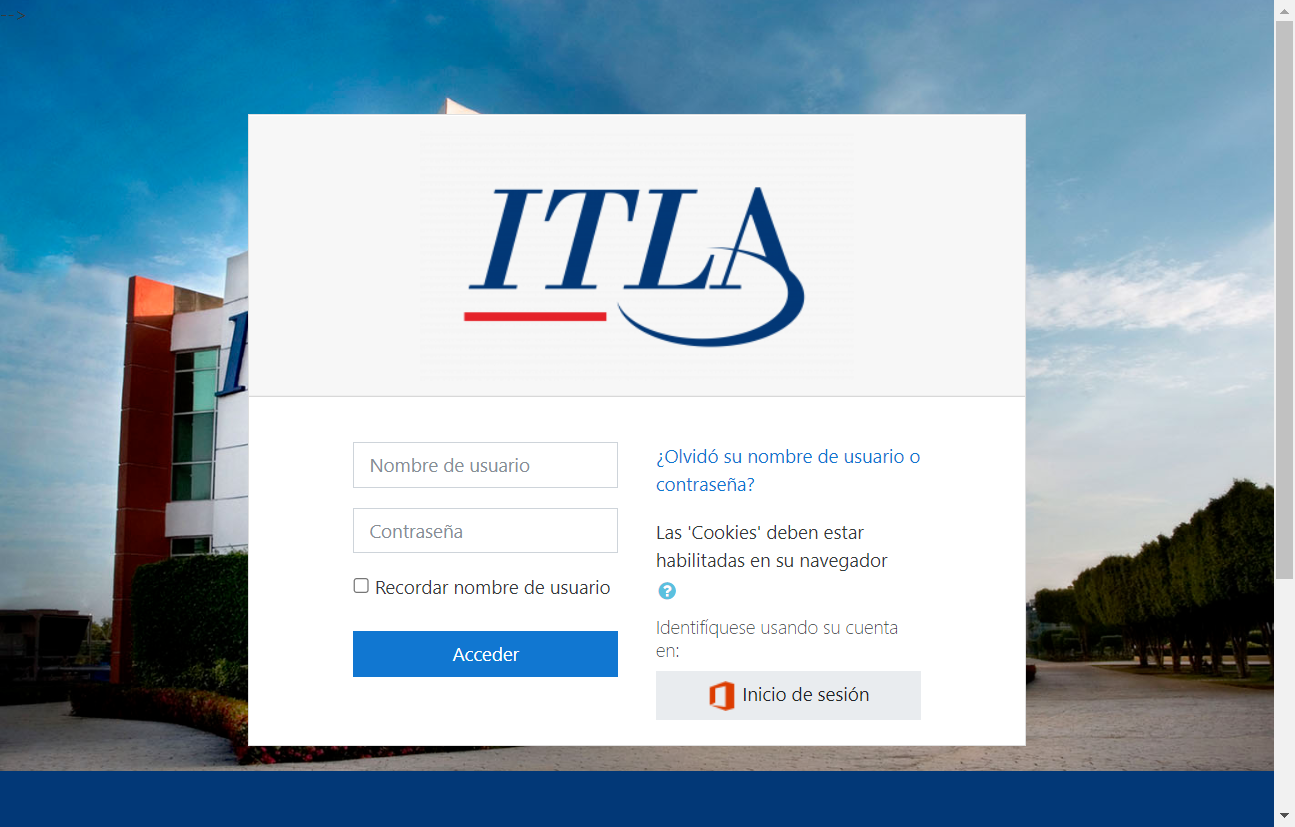 ITLA
Nombre de usuario
Contraseña
Recordar nombre de usuario
Acceder
¿Olvidó su nombre de usuario o
contraseña?
Las 'Cookies' deben estar
habilitadas en su navegador
?
Identifíquese usando su cuenta
en:
Inicio de sesión